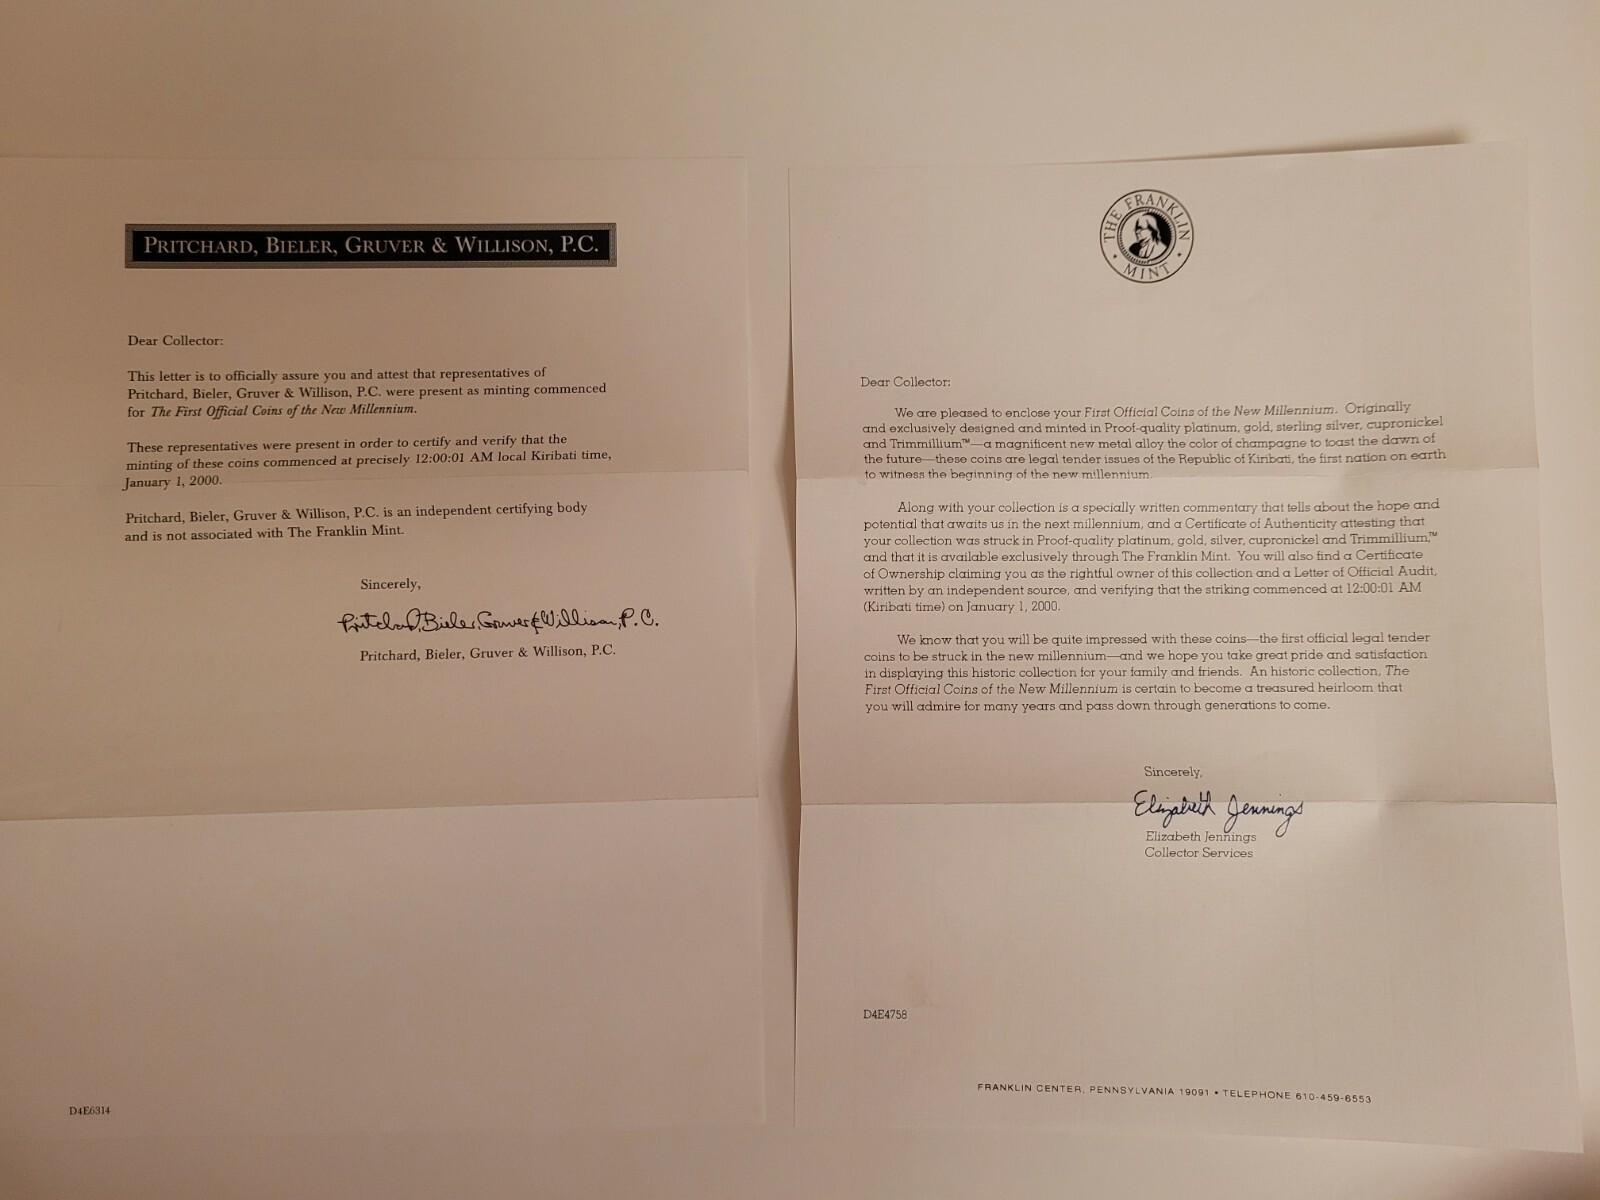 PRITCHARD, BIELER, GRUVER & WILLISON, P.C.
Dear Collector:
This letter is to officially assure you and attest that representatives of
Pritchard, Bieler, Gruver & Willison, P.C. were present as minting commenced
for The First Official Coins of the New Millennium.
These representatives were present in order to certify and verify that the
minting of these coins commenced at precisely 12:00:01 AM local Kiribati time,
January 1, 2000.
Pritchard, Bieler, Gruver & Willison, P.C. is an independent certifying body
and is not associated with The Franklin Mint.
Sincerely,
Pritchard, Bieler, Gruver & Willison, P.C.
Pritchard, Bieler, Gruver & Willison, P.C.
D4E6314
THE FRANKLIN
MINT
Dear Collector:
We are pleased to enclose your First Official Coins of the New Millennium. Originally
and exclusively designed and minted in Proof-quality platinum, gold, sterling silver, cupronickel
and Trimmillium™—a magnificent new metal alloy the color of champagne to toast the dawn of
the future—these coins are legal tender issues of the Republic of Kiribati, the first nation on earth
to witness the beginning of the new millennium.
Along with your collection is a specially written commentary that tells about the hope and
potential that awaits us in the next millennium, and a Certificate of Authenticity attesting that
your collection was struck in Proof-quality platinum, gold, silver, cupronickel and Trimmillium,™
and that it is available exclusively through The Franklin Mint. You will also find a Certificate
of Ownership claiming you as the rightful owner of this collection and a Letter of Official Audit,
written by an independent source, and verifying that the striking commenced at 12:00:01 AM
(Kiribati time) on January 1, 2000.
We know that you will be quite impressed with these coins—the first official legal tender
coins to be struck in the new millennium—and we hope you take great pride and satisfaction
in displaying this historic collection for your family and friends. An historic collection, The
First Official Coins of the New Millennium is certain to become a treasured heirloom that
you will admire for many years and pass down through generations to come.
Sincerely,
Elizabeth Jennings
Elizabeth Jennings
Collector Services
D4E4758
FRANKLIN CENTER, PENNSYLVANIA 19091 • TELEPHONE 610-459-6553